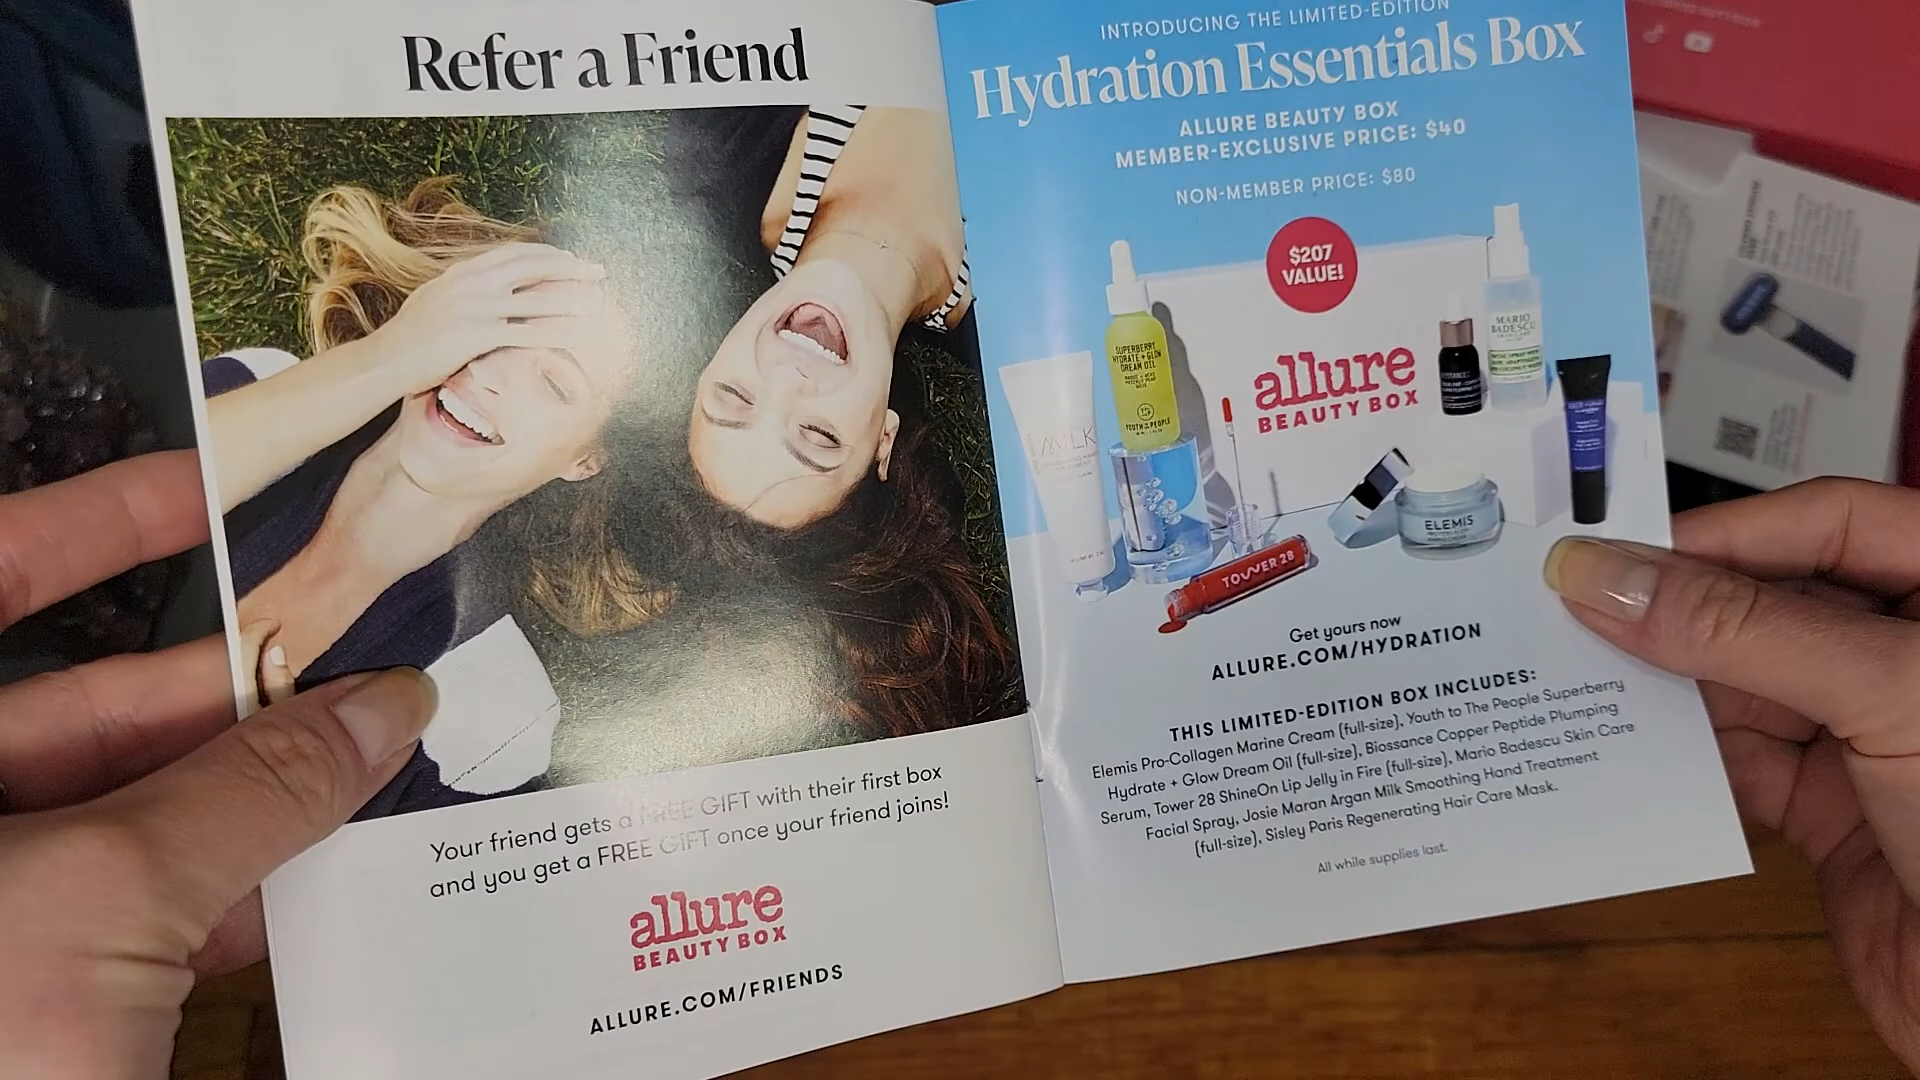 Refer a Friend
Your friend gets a FREE GIFT with their first box
and you get a FREE GIFT once your friend joins!
allure
BEAUTY BOX
ALLURE.COM/FRIENDS
INTRODUCING THE LIMITED-EDITION
Hydration Essentials Box
ALLURE BEAUTY BOX
MEMBER-EXCLUSIVE PRICE: $40
NON-MEMBER PRICE: $80
$207
VALUE!
allure
BEAUTY BOX
SUPERBERRY
HYDRATE + GLOW
DREAM OIL
YOUTH TO THE PEOPLE
MILK
MARIO
BADESCU
ELEMIS
TOWER 28
Get yours now
ALLURE.COM/HYDRATION
THIS LIMITED-EDITION BOX INCLUDES:
Elemis Pro-Collagen Marine Cream (full-size), Youth to The People Superberry
Hydrate + Glow Dream Oil (full-size), Biossance Copper Peptide Plumping
Serum, Tower 28 ShineOn Lip Jelly in Fire (full-size), Mario Badescu Skin Care
Facial Spray, Josie Maran Argan Milk Smoothing Hand Treatment
(full-size), Sisley Paris Regenerating Hair Care Mask.
All while supplies last.